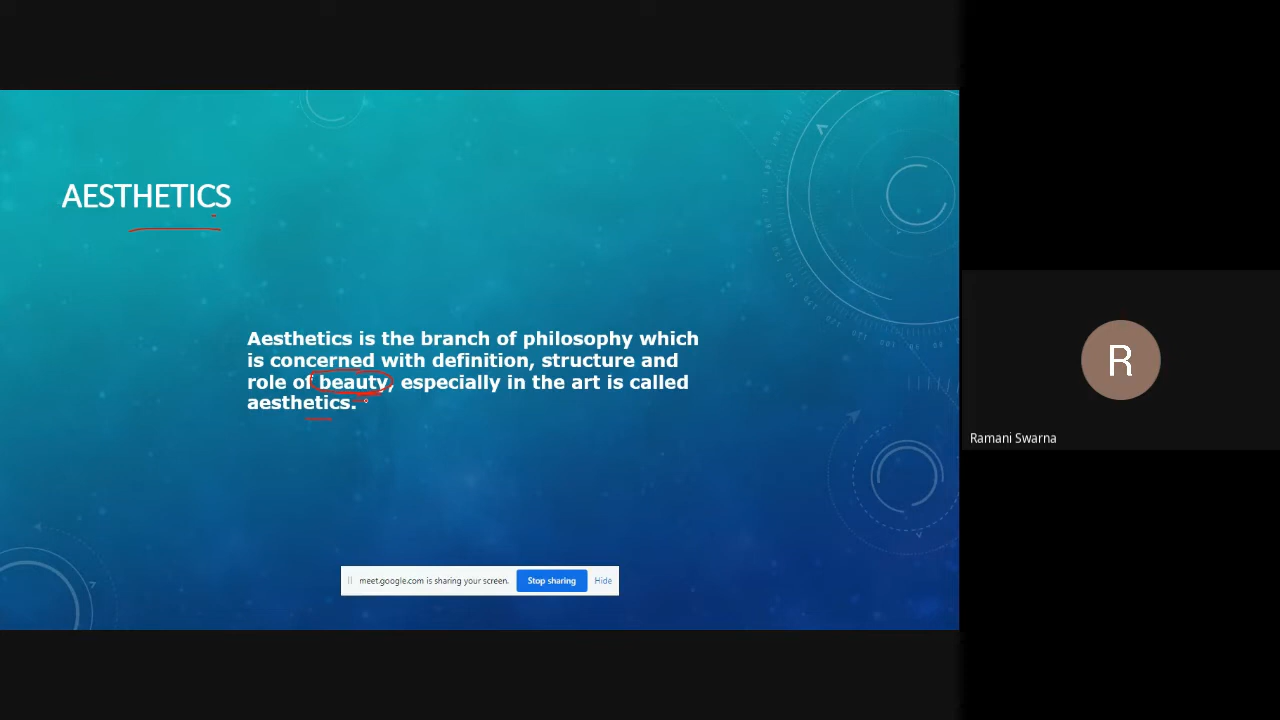 AESTHETICS
Aesthetics is the branch of philosophy which
is concerned with definition, structure and
role of beauty, especially in the art is called
aesthetics.
meet.google.com is sharing your screen. Stop sharing Hide
R
Ramani Swarna